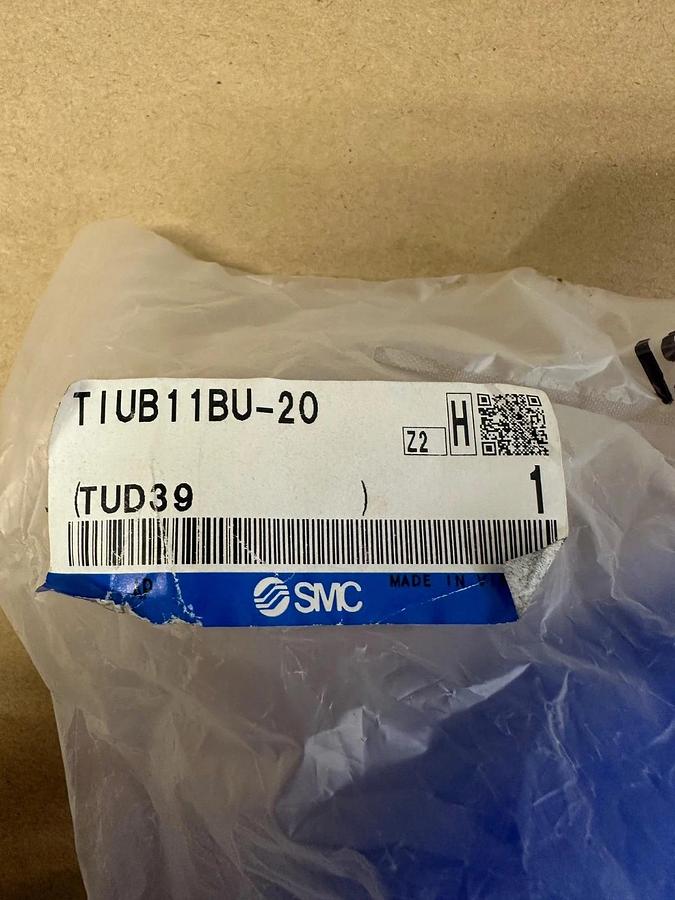 TIUB11BU-20
Z2
H
(TUD39 )
1
SMC
MADE IN